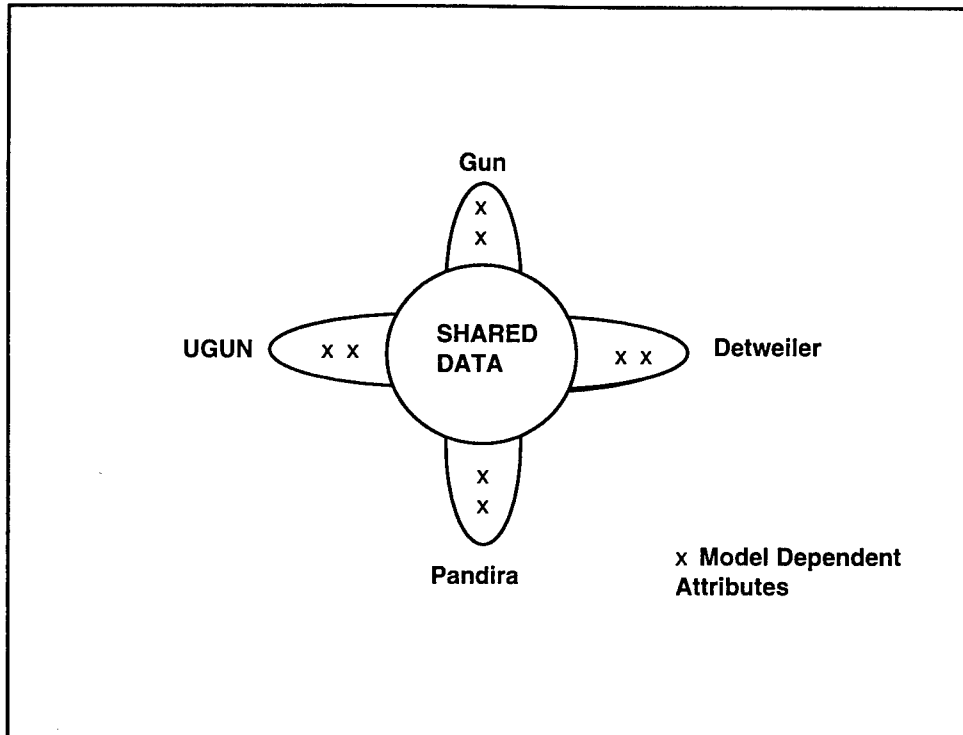 Gun
x
x
UGUN
x x
SHARED
DATA
x x
Detweiler
x
x
Pandira
x Model Dependent
Attributes